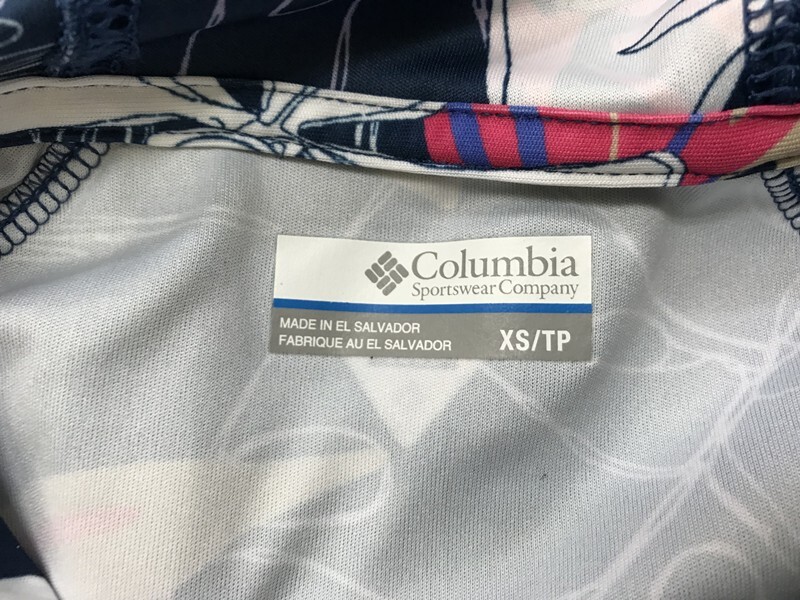 Columbia
Sportswear Company
MADE IN EL SALVADOR
FABRIQUE AU EL SALVADOR
XS/TP